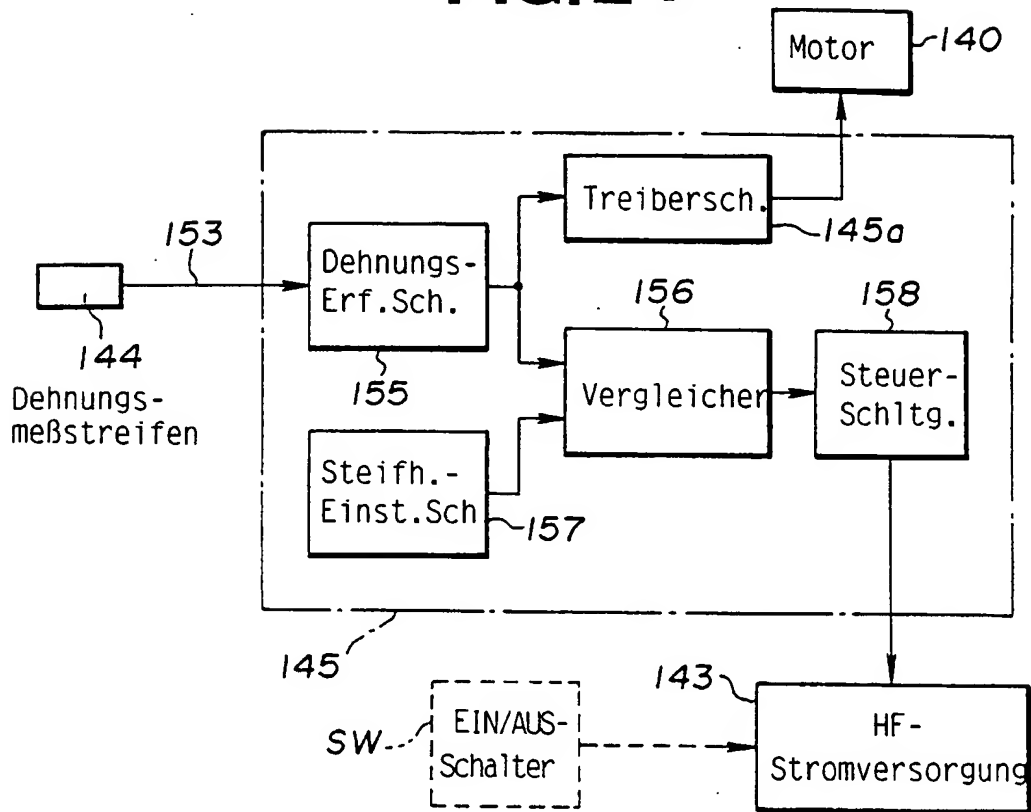 Motor
140
Treibersch.
145a
153
Dehnungs-
Erf.Sch.
155
156
158
144
Dehnungs-
meßstreifen
Vergleicher
Steuer-
Schltg.
Steifh.-
Einst.Sch
157
145
143
SW
EIN/AUS-
Schalter
HF-
Stromversorgung